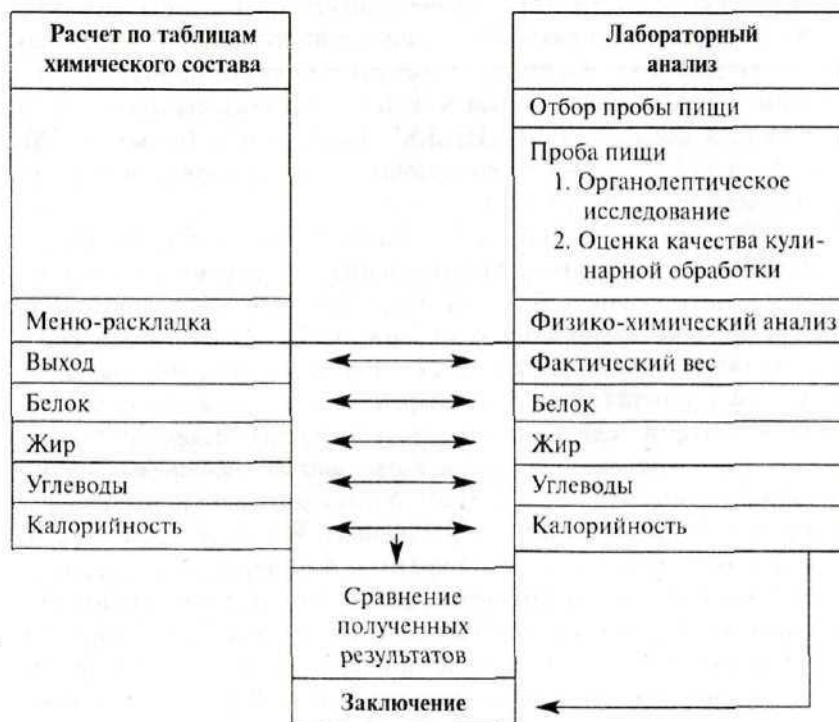 Расчет по таблицам
химического состава
Лабораторный
анализ
Отбор пробы пищи
Проба пищи
1. Органолептическое
исследование
2. Оценка качества кули-
нарной обработки
Меню-раскладка
Физико-химический анализ
Выход
Фактический вес
Белок
Белок
Жир
Жир
Углеводы
Углеводы
Калорийность
Калорийность
Сравнение
полученных
результатов
Заключение